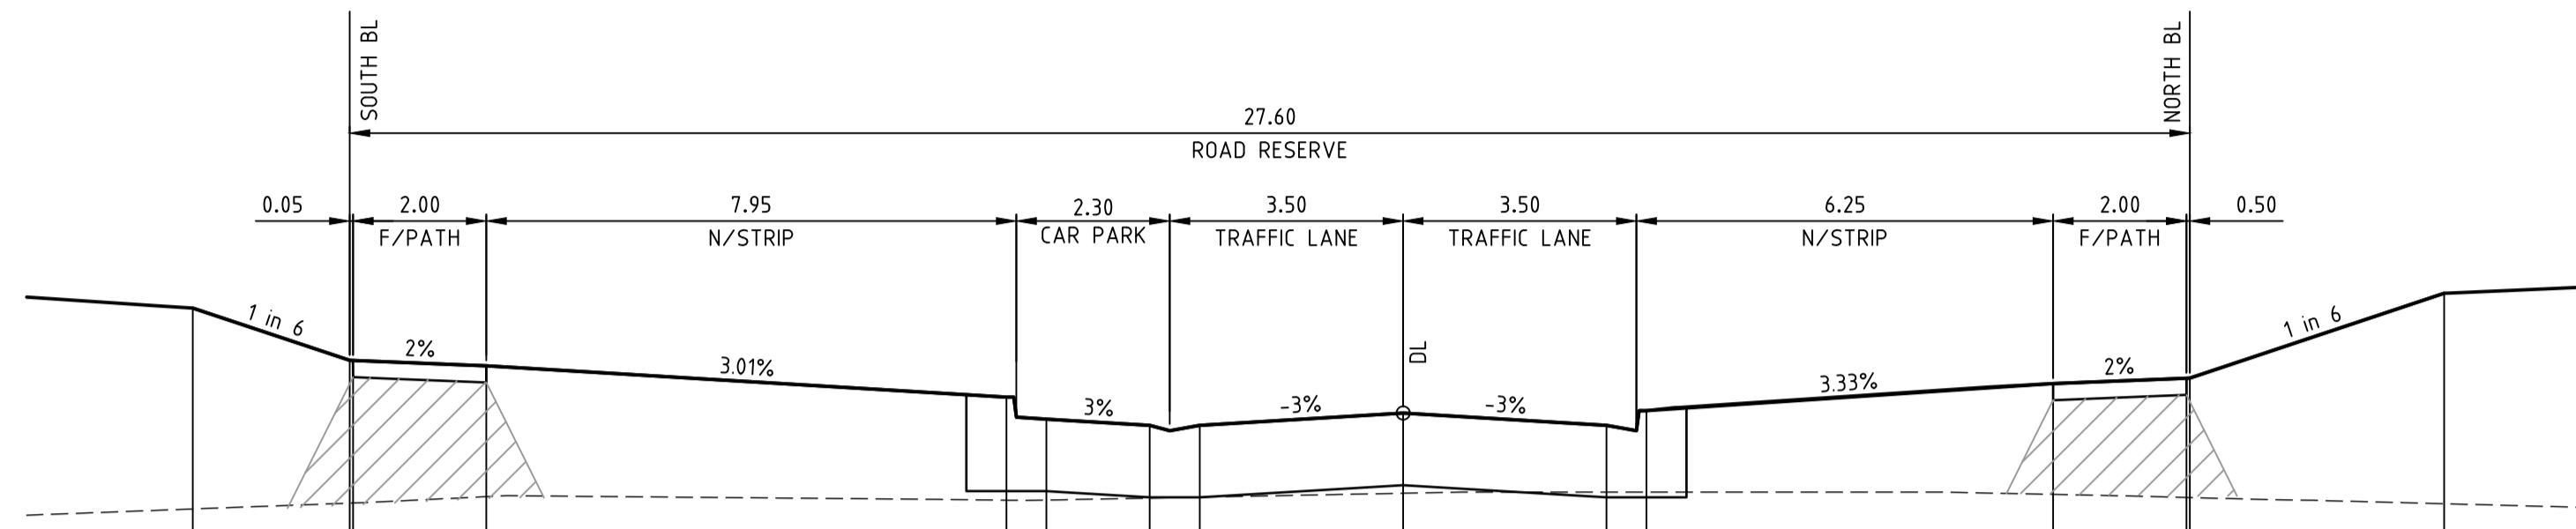 SOUTH BL
NORTH BL
27.60
ROAD RESERVE
0.05
2.00
7.95
2.30
3.50
3.50
6.25
2.00
0.50
F/PATH
N/STRIP
CAR PARK
TRAFFIC LANE
TRAFFIC LANE
N/STRIP
F/PATH
1 in 6
2%
3.01%
3%
-3%
DL
-3%
3.33%
2%
1 in 6